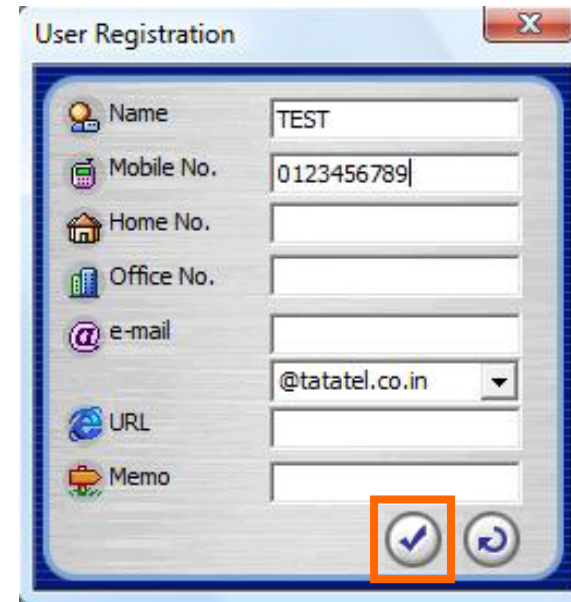 User Registration
Name
TEST
Mobile No.
0123456789
Home No.
Office No.
e-mail
@tatatel.co.in
URL
Memo